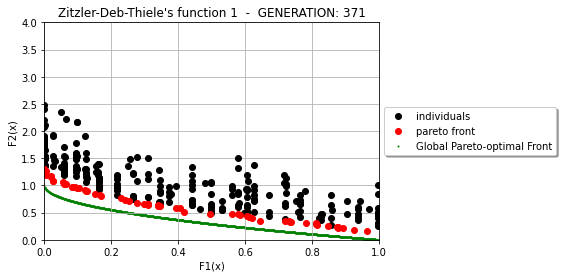 Zitzler-Deb-Thiele's function 1 - GENERATION: 371
4.0
3.5
3.0
2.5
2.0
1.5
1.0
0.5
0.0
F2(x)
0.0 0.2 0.4 0.6 0.8 1.0
F1(x)
individuals
pareto front
Global Pareto-optimal Front